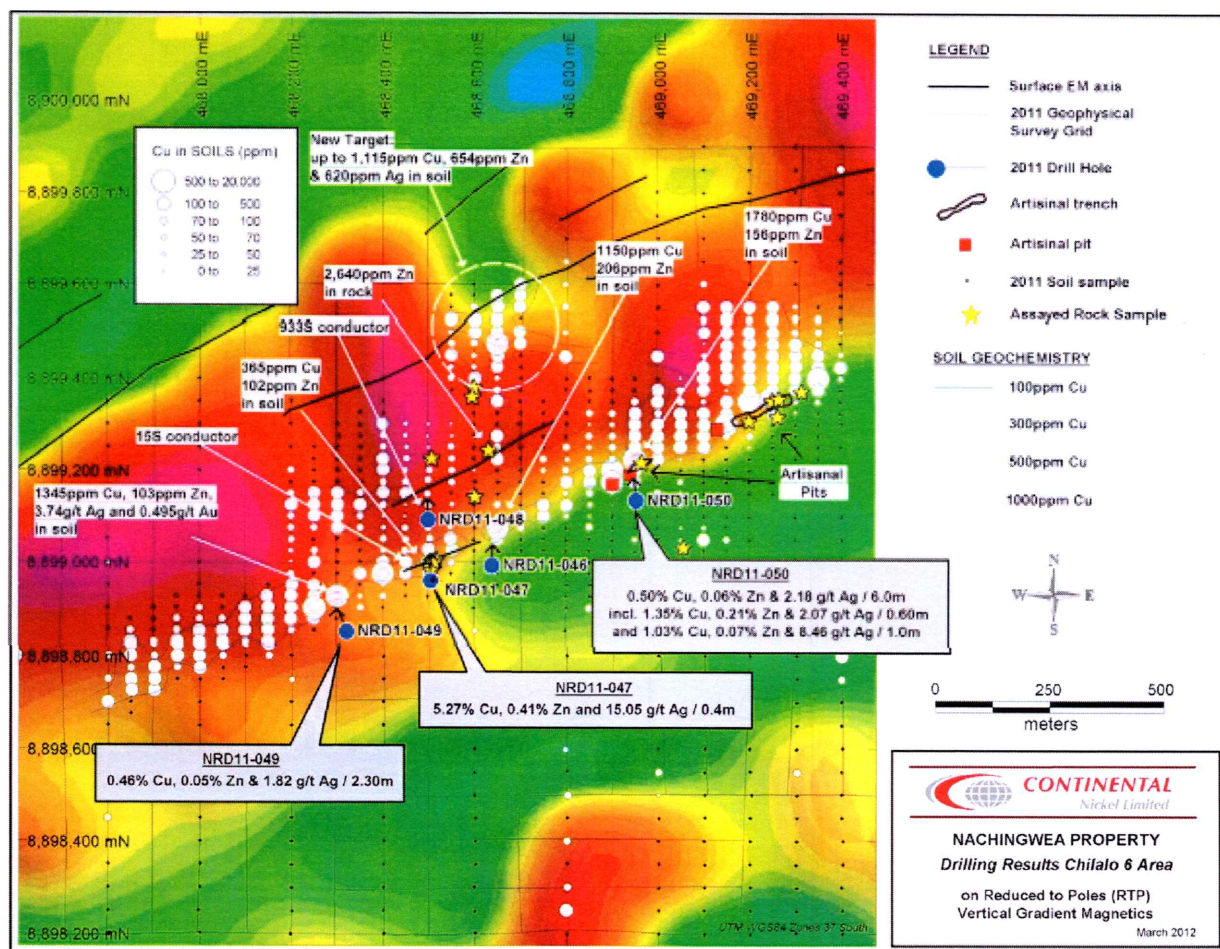 468,000 mE
468,200 mE
468,400 mE
468,600 mE
468,800 mE
469,000 mE
469,200 mE
469,400 mE
8,900,000 mN
8,899,800 mN
8,899,600 mN
8,899,400 mN
8,899,200 mN
8,899,000 mN
8,898,800 mN
8,898,600 mN
8,898,400 mN
8,898,200 mN
Cu in SOILS (ppm)
500 to 20,000
100 to 500
70 to 100
50 to 70
25 to 50
0 to 25
New Target:
up to 1,115ppm Cu, 654ppm Zn
& 620ppm Ag in soil
2,640ppm Zn
in rock
933S conductor
365ppm Cu
102ppm Zn
in soil
15S conductor
1345ppm Cu, 103ppm Zn,
3.74g/t Ag and 0.495g/t Au
in soil
1150ppm Cu
206ppm Zn
in soil
1780ppm Cu
156ppm Zn
in soil
Artisanal
Pits
NRD11-050
NRD11-048
NRD11-046
NRD11-047
NRD11-049
NRD11-050
0.50% Cu, 0.06% Zn & 2.18 g/t Ag / 6.0m
incl. 1.35% Cu, 0.21% Zn & 2.07 g/t Ag / 0.60m
and 1.03% Cu, 0.07% Zn & 8.46 g/t Ag / 1.0m
NRD11-047
5.27% Cu, 0.41% Zn and 15.05 g/t Ag / 0.4m
NRD11-049
0.46% Cu, 0.05% Zn & 1.82 g/t Ag / 2.30m
UTM WGS84 Zones 37 South
LEGEND
Surface EM axis
2011 Geophysical
Survey Grid
2011 Drill Hole
Artisinal trench
Artisinal pit
2011 Soil sample
Assayed Rock Sample
SOIL GEOCHEMISTRY
100ppm Cu
300ppm Cu
500ppm Cu
1000ppm Cu
N
W E
S
0 250 500
meters
CONTINENTAL
Nickel Limited
NACHINGWEA PROPERTY
Drilling Results Chilalo 6 Area
on Reduced to Poles (RTP)
Vertical Gradient Magnetics
March 2012